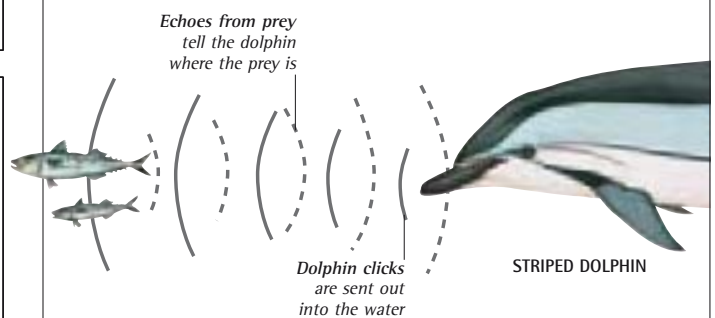 Echoes from prey
tell the dolphin
where the prey is
Dolphin clicks
are sent out
into the water
STRIPED DOLPHIN